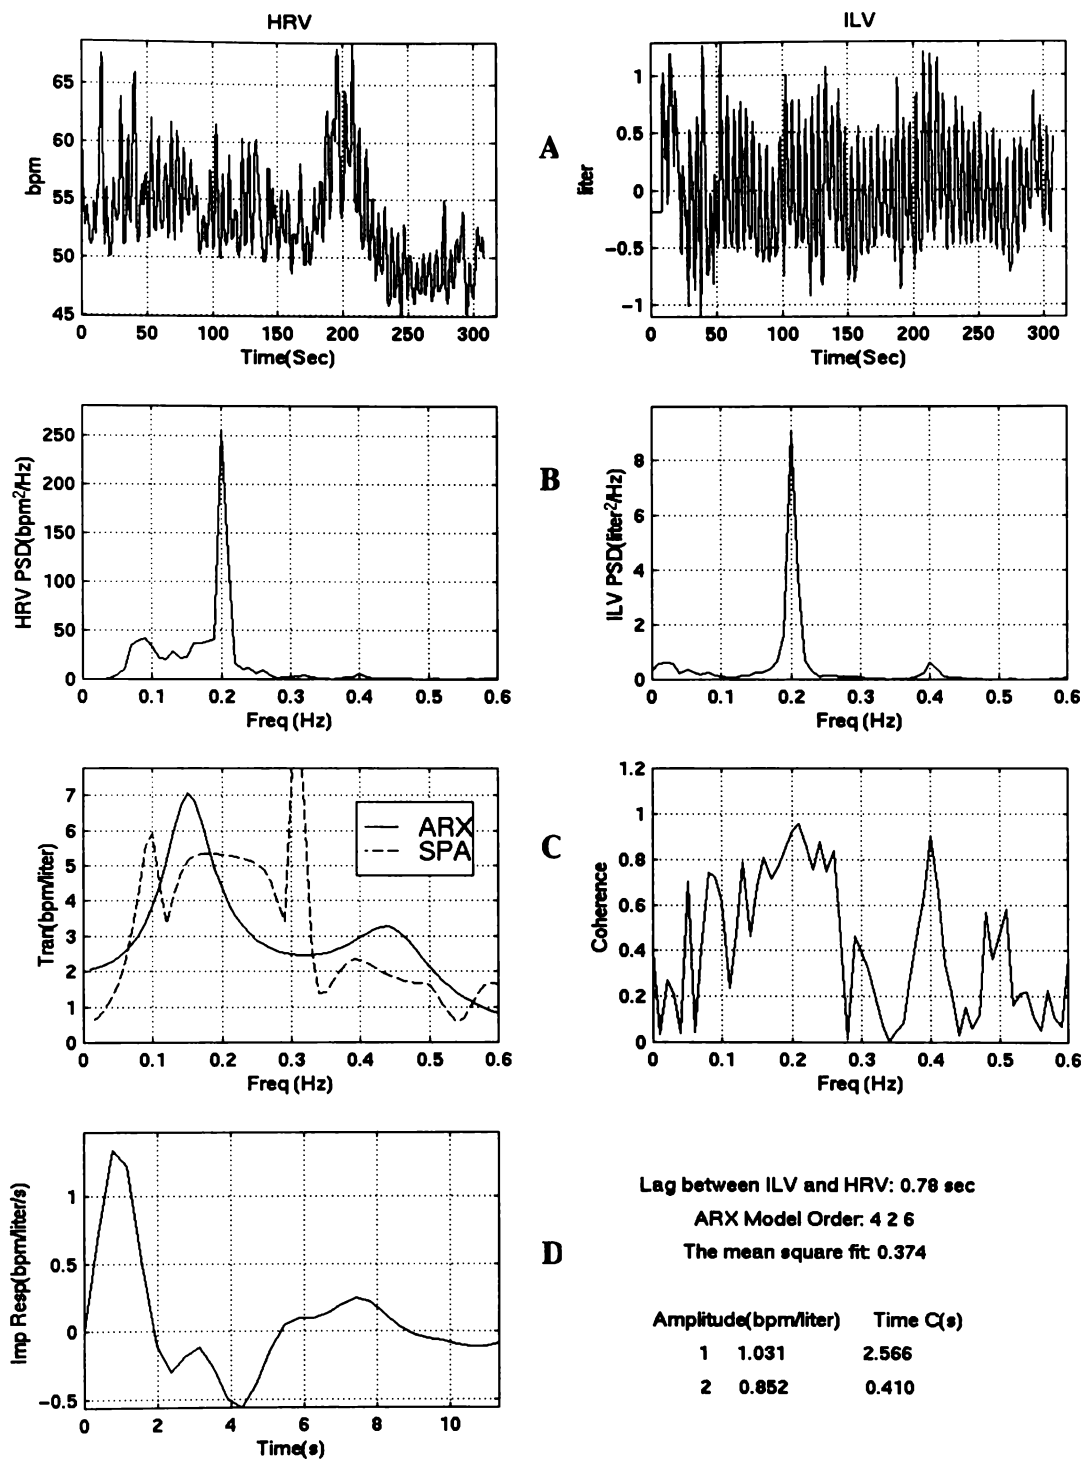 HRV
ILV
bpm
65
60
55
50
45
0 50 100 150 200 250 300
Time(Sec)
A
liter
1
0.5
0
−0.5
−1
0 50 100 150 200 250 300
Time(Sec)
HRV PSD(bpm²/Hz)
250
200
150
100
50
0
0 0.1 0.2 0.3 0.4 0.5 0.6
Freq (Hz)
B
ILV PSD(liter²/Hz)
8
6
4
2
0
0 0.1 0.2 0.3 0.4 0.5 0.6
Freq (Hz)
Tran(bpm/liter)
7
6
5
4
3
2
1
0
ARX
SPA
0 0.1 0.2 0.3 0.4 0.5 0.6
Freq (Hz)
C
Coherence
1.2
1
0.8
0.6
0.4
0.2
0
0 0.1 0.2 0.3 0.4 0.5 0.6
Freq (Hz)
Imp Resp(bpm/liter/s)
1
0.5
0
−0.5
0 2 4 6 8 10
Time(s)
D
Lag between ILV and HRV: 0.78 sec
ARX Model Order: 4 2 6
The mean square fit: 0.374
Amplitude(bpm/liter) Time C(s)
1 1.031 2.566
2 0.852 0.410